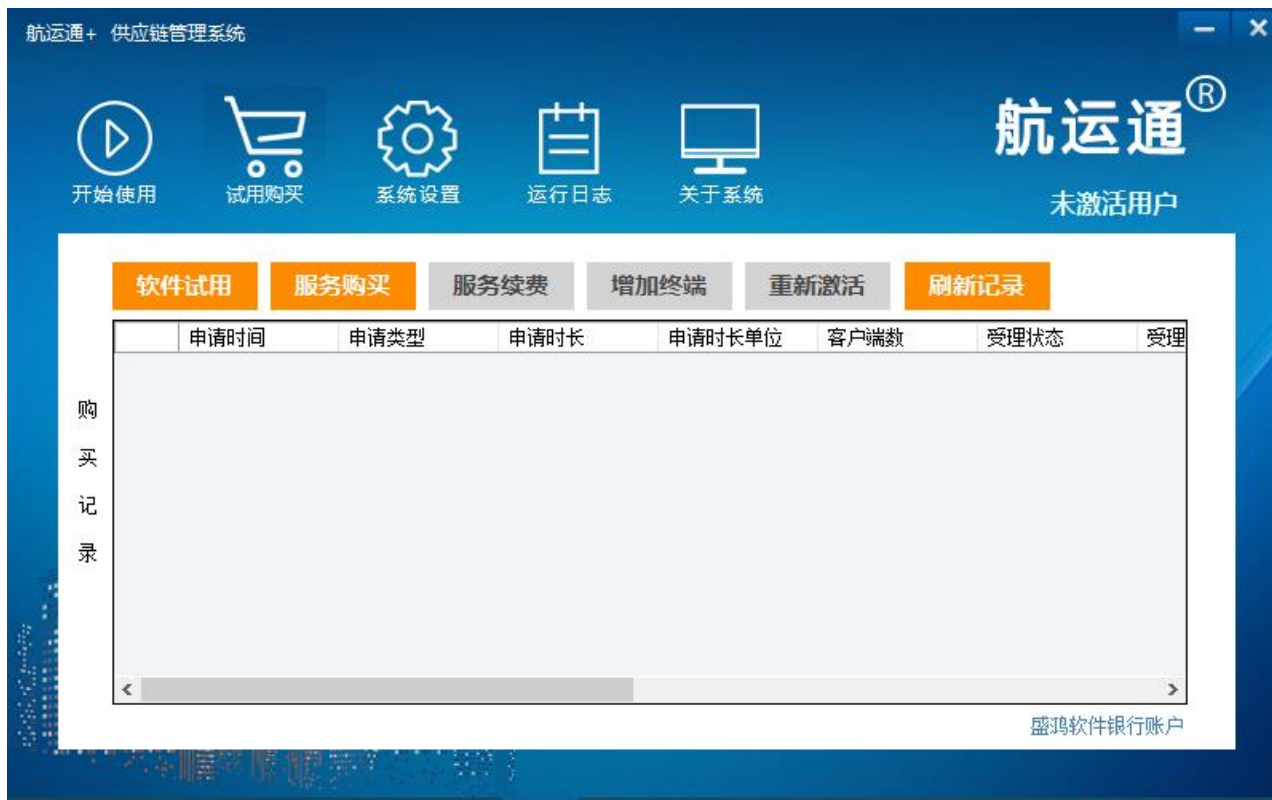 航运通+ 供应链管理系统
航运通®
开始使用 试用购买 系统设置 运行日志 关于系统
未激活用户
软件试用 服务购买 服务续费 增加终端 重新激活 刷新记录
申请时间 申请类型 申请时长 申请时长单位 客户端数 受理状态 受理
购
买
记
录
盛鸿软件银行账户